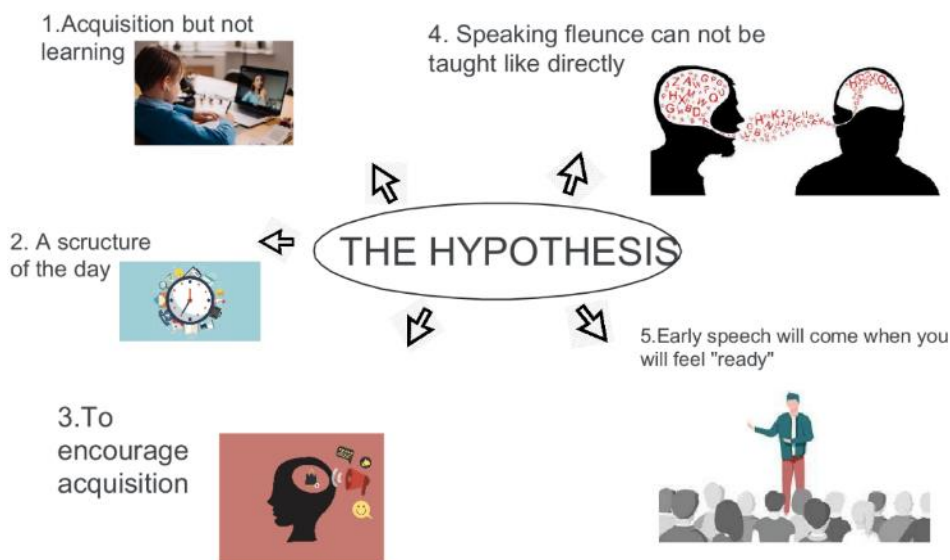 1.Acquisition but not
learning
2. A scructure
of the day
3.To
encourage
acquisition
4. Speaking fleunce can not be
taught like directly
THE HYPOTHESIS
5.Early speech will come when you
will feel "ready"